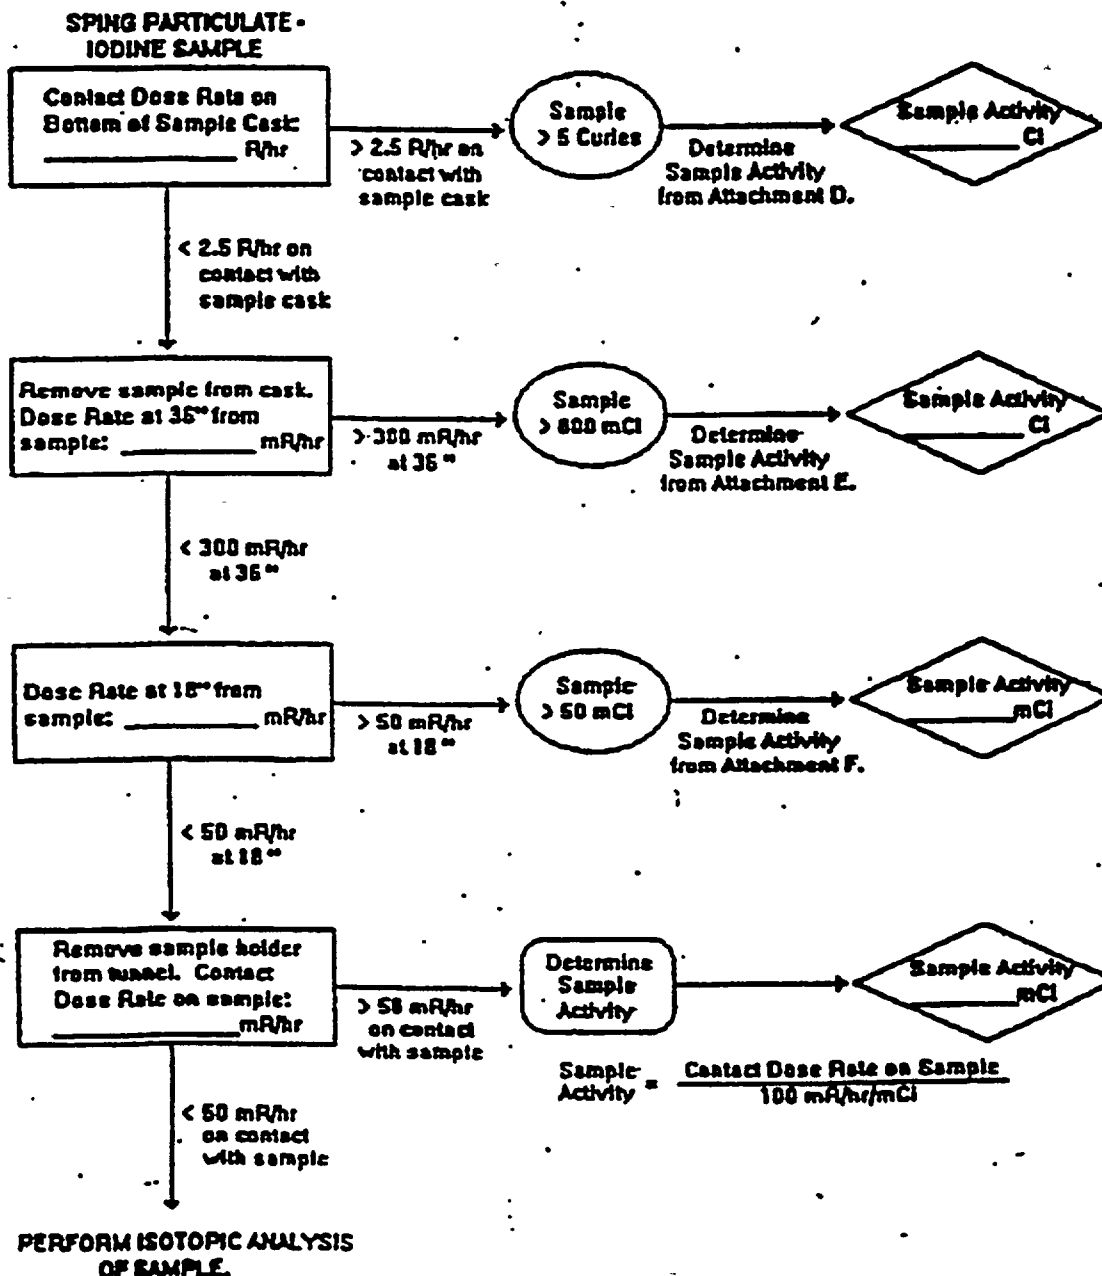 SPING PARTICULATE -
IODINE SAMPLE
Contact Dose Rate on
Bottom of Sample Cask:
R/hr
> 2.5 R/hr on
contact with
sample cask
Sample
> 5 Curies
Determine
Sample Activity
from Attachment D.
Sample Activity
Ci
< 2.5 R/hr on
contact with
sample cask
Remove sample from cask.
Dose Rate at 36" from
sample: mR/hr
> 300 mR/hr
at 36"
Sample
> 800 mCi
Determine
Sample Activity
from Attachment E.
Sample Activity
Ci
< 300 mR/hr
at 36"
Dose Rate at 18" from
sample: mR/hr
> 50 mR/hr
at 18"
Sample
> 50 mCi
Determine
Sample Activity
from Attachment F.
Sample Activity
mCi
< 50 mR/hr
at 18"
Remove sample holder
from tunnel. Contact
Dose Rate on sample:
mR/hr
> 50 mR/hr
on contact
with sample
Determine
Sample
Activity
Sample Activity
mCi
Sample
Activity = Contact Dose Rate on Sample
100 mR/hr/mCi
< 50 mR/hr
on contact
with sample
PERFORM ISOTOPIC ANALYSIS
OF SAMPLE.